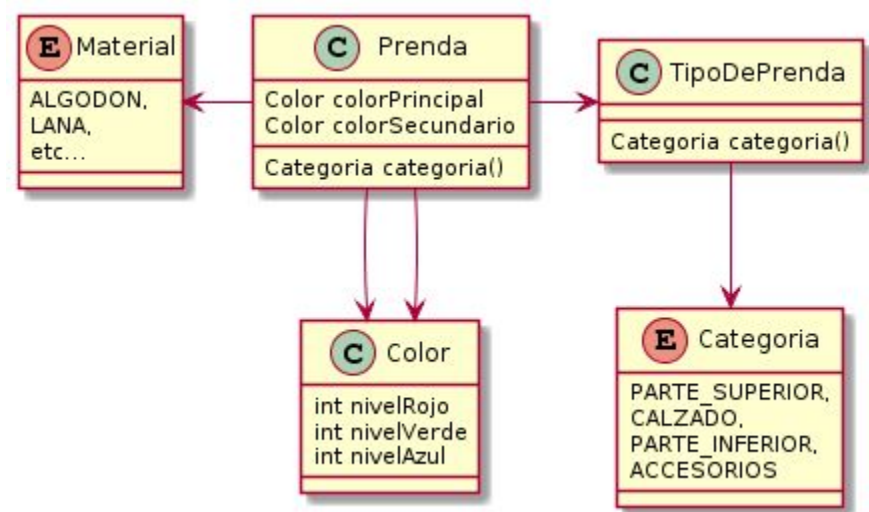 E Material
ALGODON,
LANA,
etc...
C Prenda
Color colorPrincipal
Color colorSecundario
Categoria categoria()
C TipoDePrenda
Categoria categoria()
C Color
int nivelRojo
int nivelVerde
int nivelAzul
E Categoria
PARTE_SUPERIOR,
CALZADO,
PARTE_INFERIOR,
ACCESORIOS